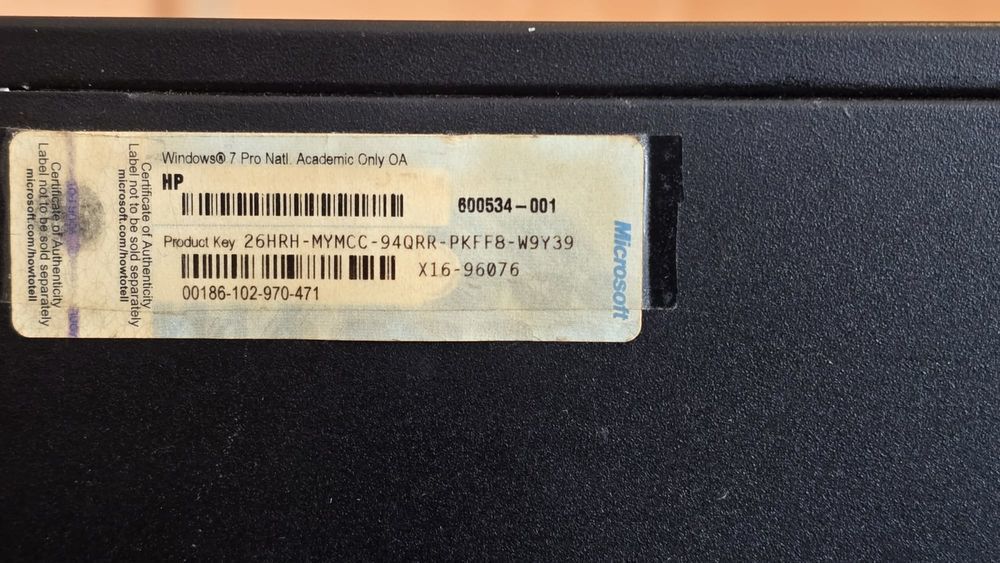 Windows® 7 Pro Natl. Academic Only OA
HP
600534-001
Product Key 26HRH-MYMCC-94QRR-PKFF8-W9Y39
X16-96076
00186-102-970-471
Certificate of Authenticity
Label not to be sold separately
microsoft.com/howtotell
Certificate of Authenticity
Label not to be sold separately
microsoft.com/howtotell
Microsoft